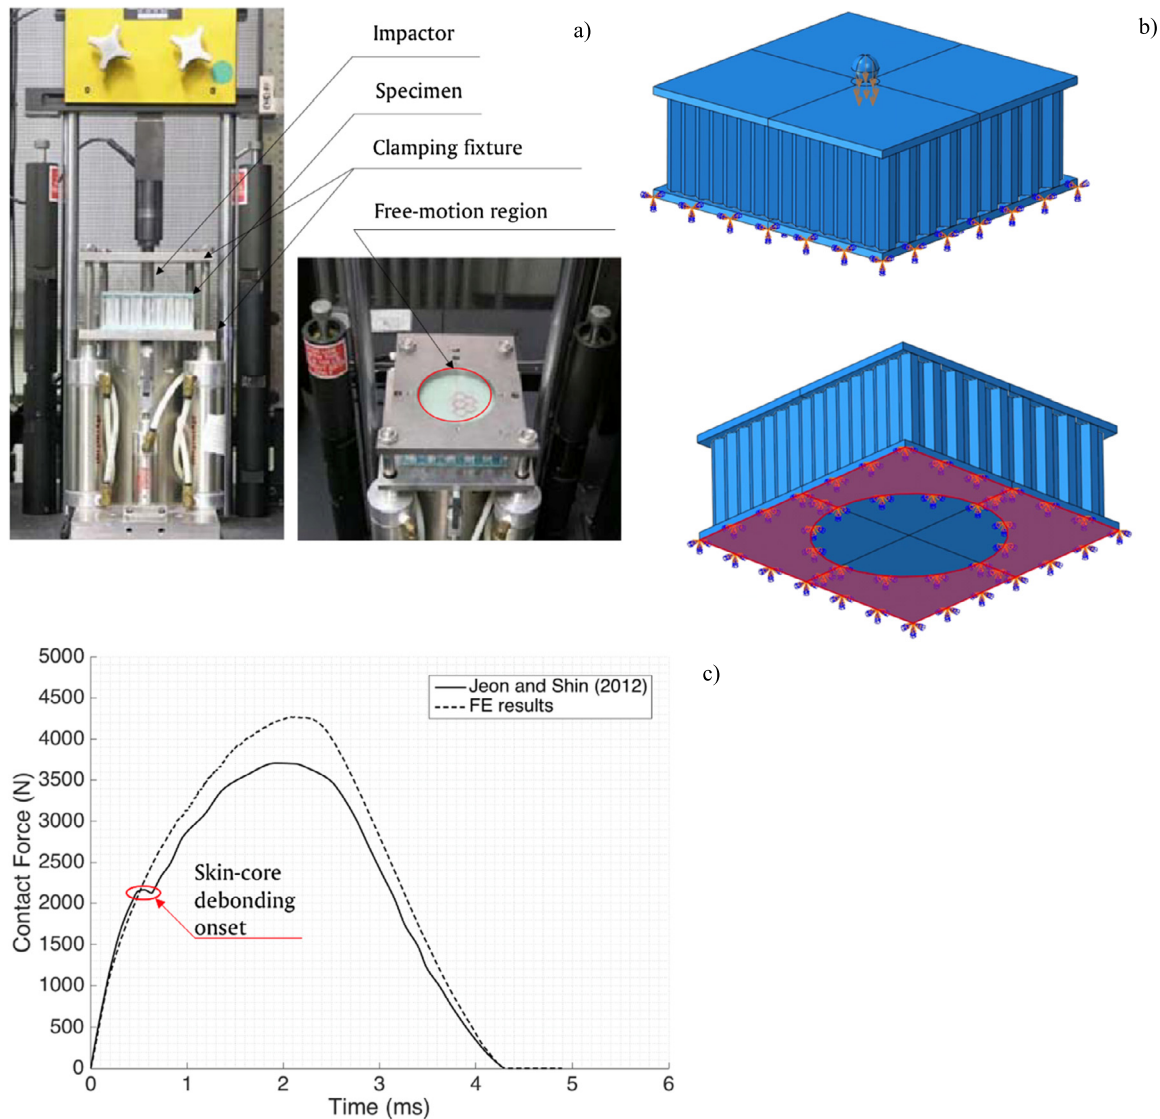 a)
b)
Impactor
Specimen
Clamping fixture
Free-motion region
c)
5000
4500
4000
3500
3000
2500
2000
1500
1000
500
0
Contact Force (N)
Jeon and Shin (2012)
FE results
Skin-core
debonding
onset
0 1 2 3 4 5 6
Time (ms)